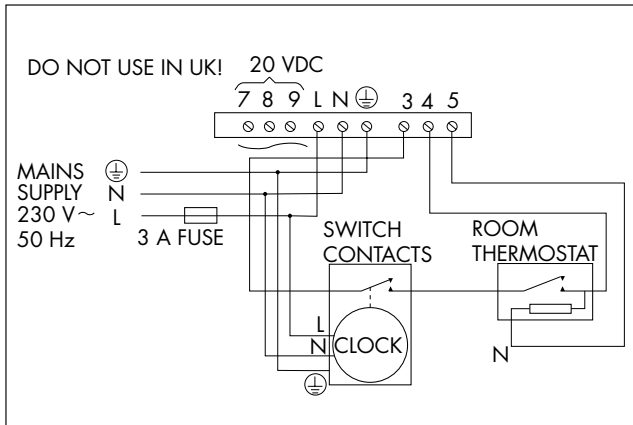 DO NOT USE IN UK!
20 VDC
7 8 9 L N 3 4 5
MAINS
SUPPLY
230 V~
50 Hz
N
L
3 A FUSE
SWITCH
CONTACTS
ROOM
THERMOSTAT
L
N
CLOCK
N